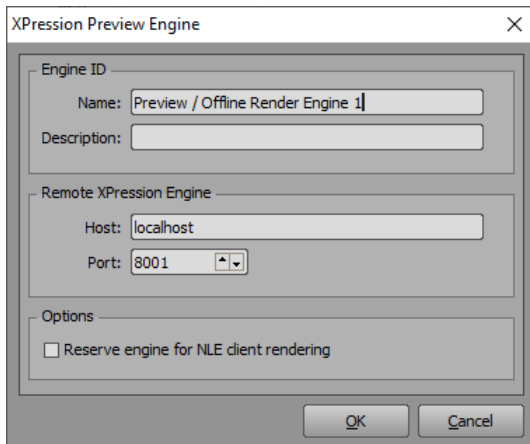 XPression Preview Engine
Engine ID
Name: Preview / Offline Render Engine 1
Description:
Remote XPression Engine
Host: localhost
Port: 8001
Options
Reserve engine for NLE client rendering
OK Cancel